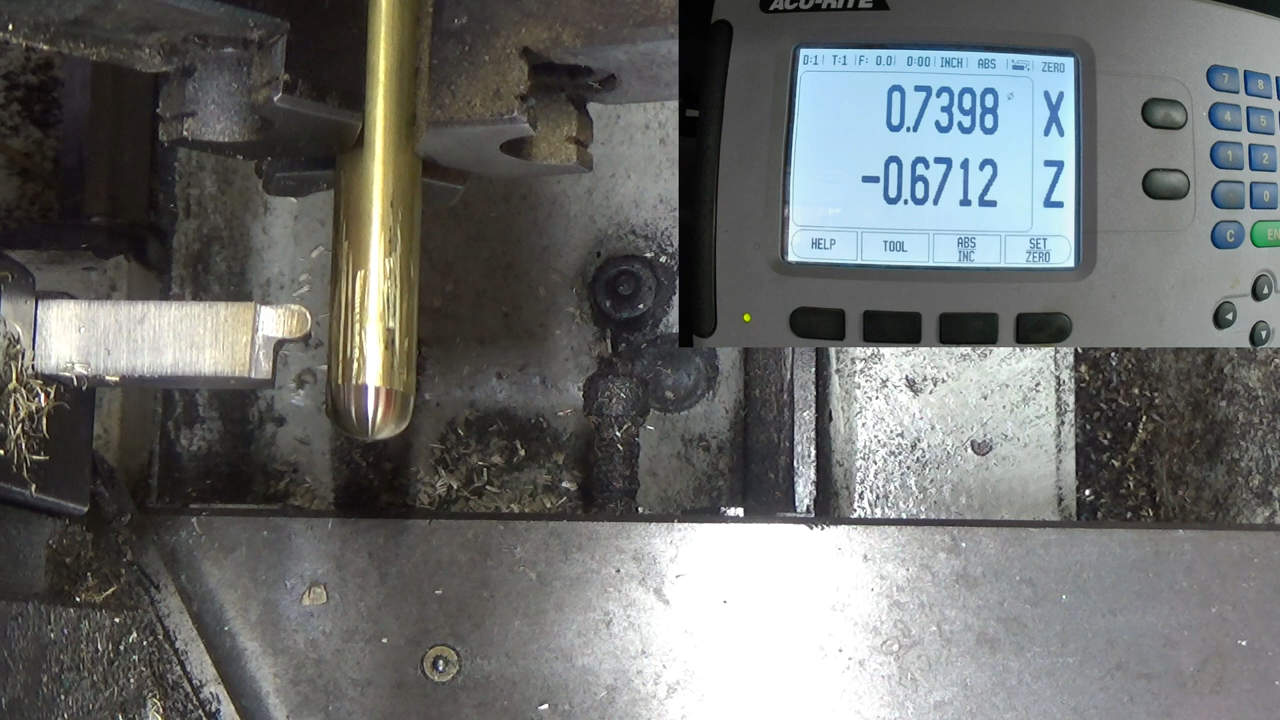 ACU-RITE
D:1 T:1 F: 0.0 0:00 INCH ABS ZERO
0.7398 X
-0.6712 Z
HELP TOOL ABS INC SET ZERO
7 8
4 5
1 2
0
C EN